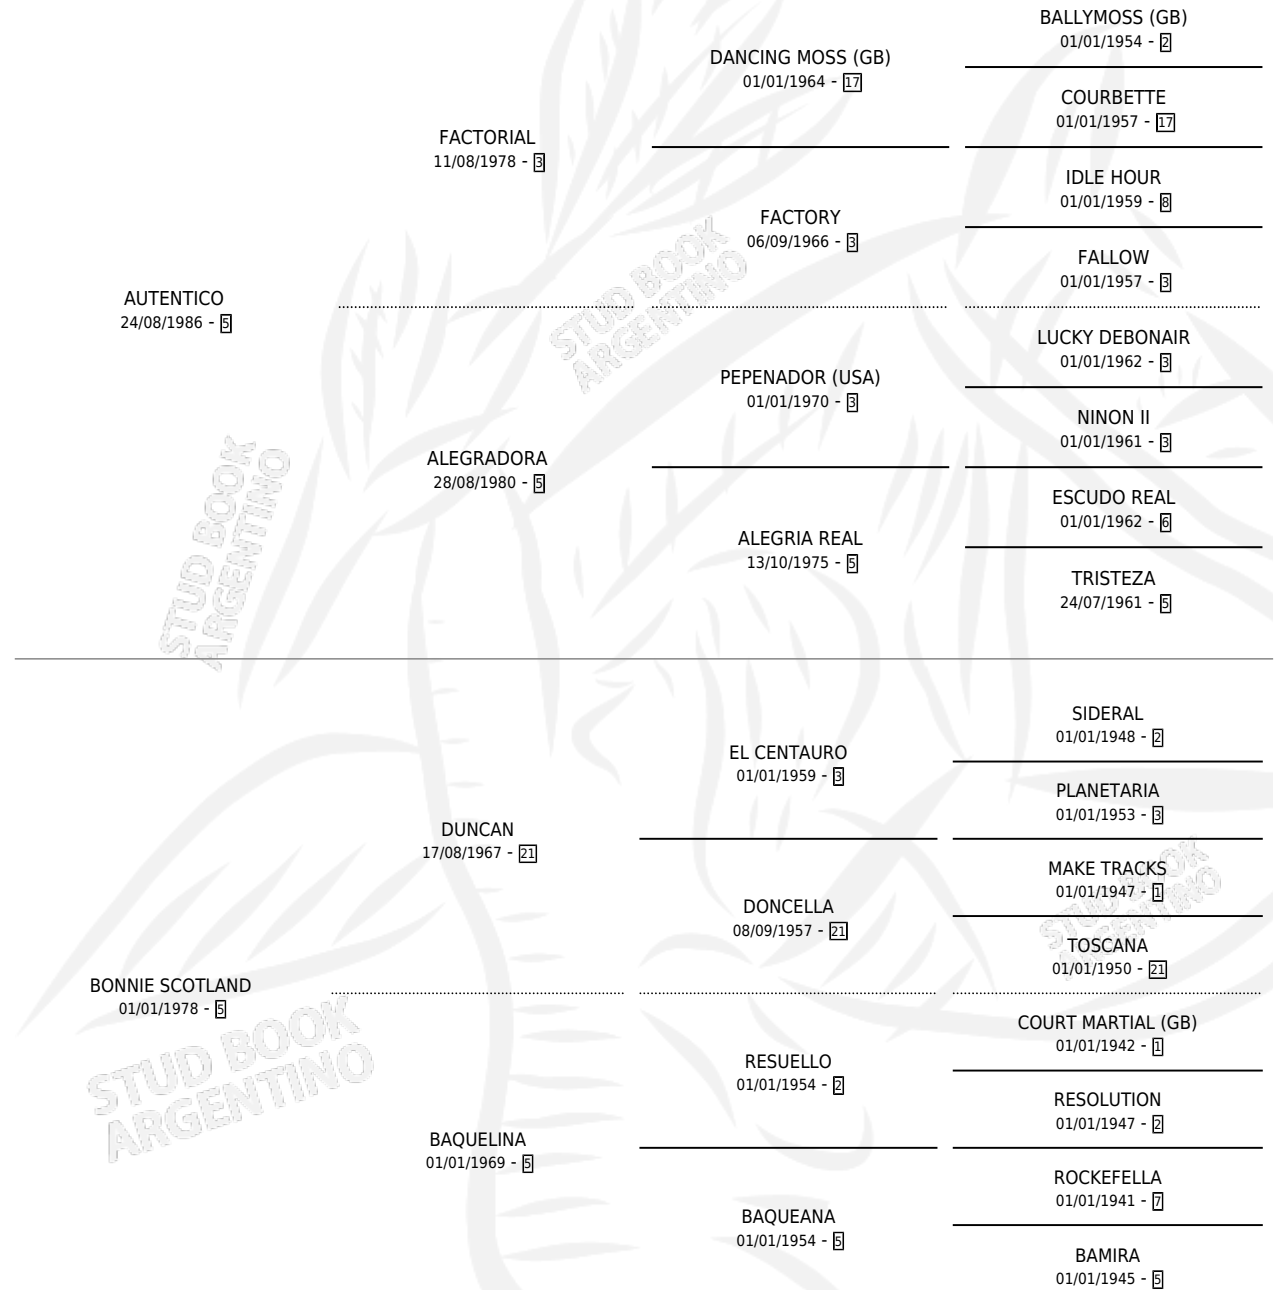 BALLYMOSS (GB)
01/01/1954 - 2
DANCING MOSS (GB)
01/01/1964 - 17
COURBETTE
01/01/1957 - 17
FACTORIAL
11/08/1978 - 3
IDLE HOUR
01/01/1959 - 8
FACTORY
06/09/1966 - 3
FALLOW
01/01/1957 - 3
AUTENTICO
24/08/1986 - 5
LUCKY DEBONAIR
01/01/1962 - 3
PEPENADOR (USA)
01/01/1970 - 3
NINON II
01/01/1961 - 3
ALEGRADORA
28/08/1980 - 5
ESCUDO REAL
01/01/1962 - 6
ALEGRIA REAL
13/10/1975 - 5
TRISTEZA
24/07/1961 - 5
SIDERAL
01/01/1948 - 2
EL CENTAURO
01/01/1959 - 3
PLANETARIA
01/01/1953 - 3
DUNCAN
17/08/1967 - 21
MAKE TRACKS
01/01/1947 - 1
DONCELLA
08/09/1957 - 21
TOSCANA
01/01/1950 - 21
BONNIE SCOTLAND
01/01/1978 - 5
COURT MARTIAL (GB)
01/01/1942 - 1
RESUELLO
01/01/1954 - 2
RESOLUTION
01/01/1947 - 2
BAQUELINA
01/01/1969 - 5
ROCKEFELLA
01/01/1941 - 7
BAQUEANA
01/01/1954 - 5
BAMIRA
01/01/1945 - 5
STUD BOOK
ARGENTINO
STUD BOOK
ARGENTINO
STUD BOOK
ARGENTINO
STUD BOOK
ARGENTINO